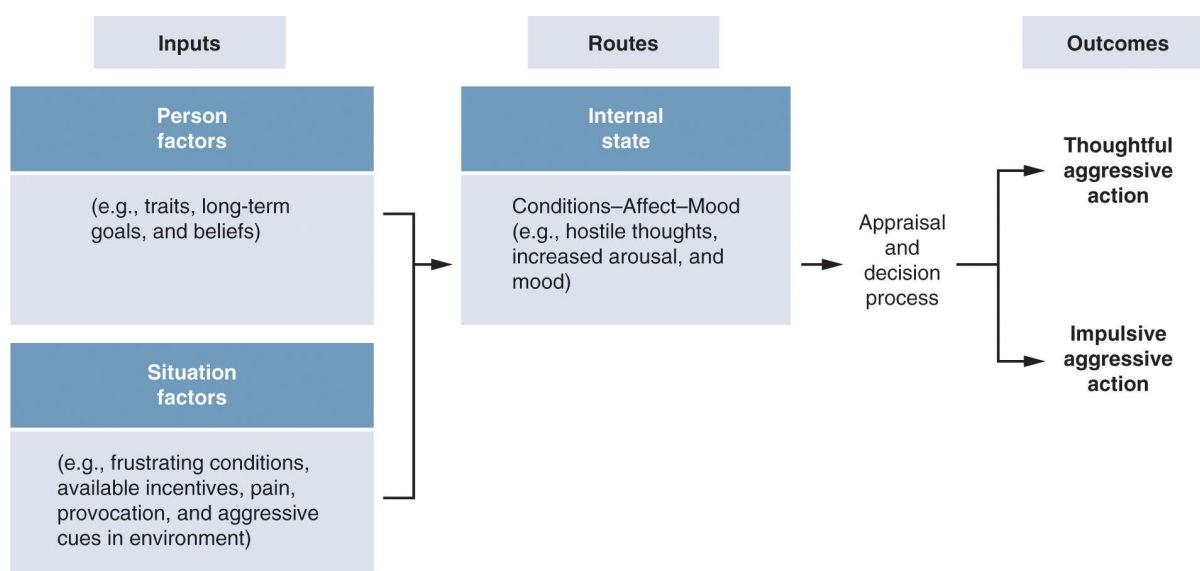 Inputs
Routes
Outcomes
Person
factors
(e.g., traits, long-term
goals, and beliefs)
Situation
factors
(e.g., frustrating conditions,
available incentives, pain,
provocation, and aggressive
cues in environment)
Internal
state
Conditions–Affect–Mood
(e.g., hostile thoughts,
increased arousal, and
mood)
Appraisal
and
decision
process
Thoughtful
aggressive
action
Impulsive
aggressive
action